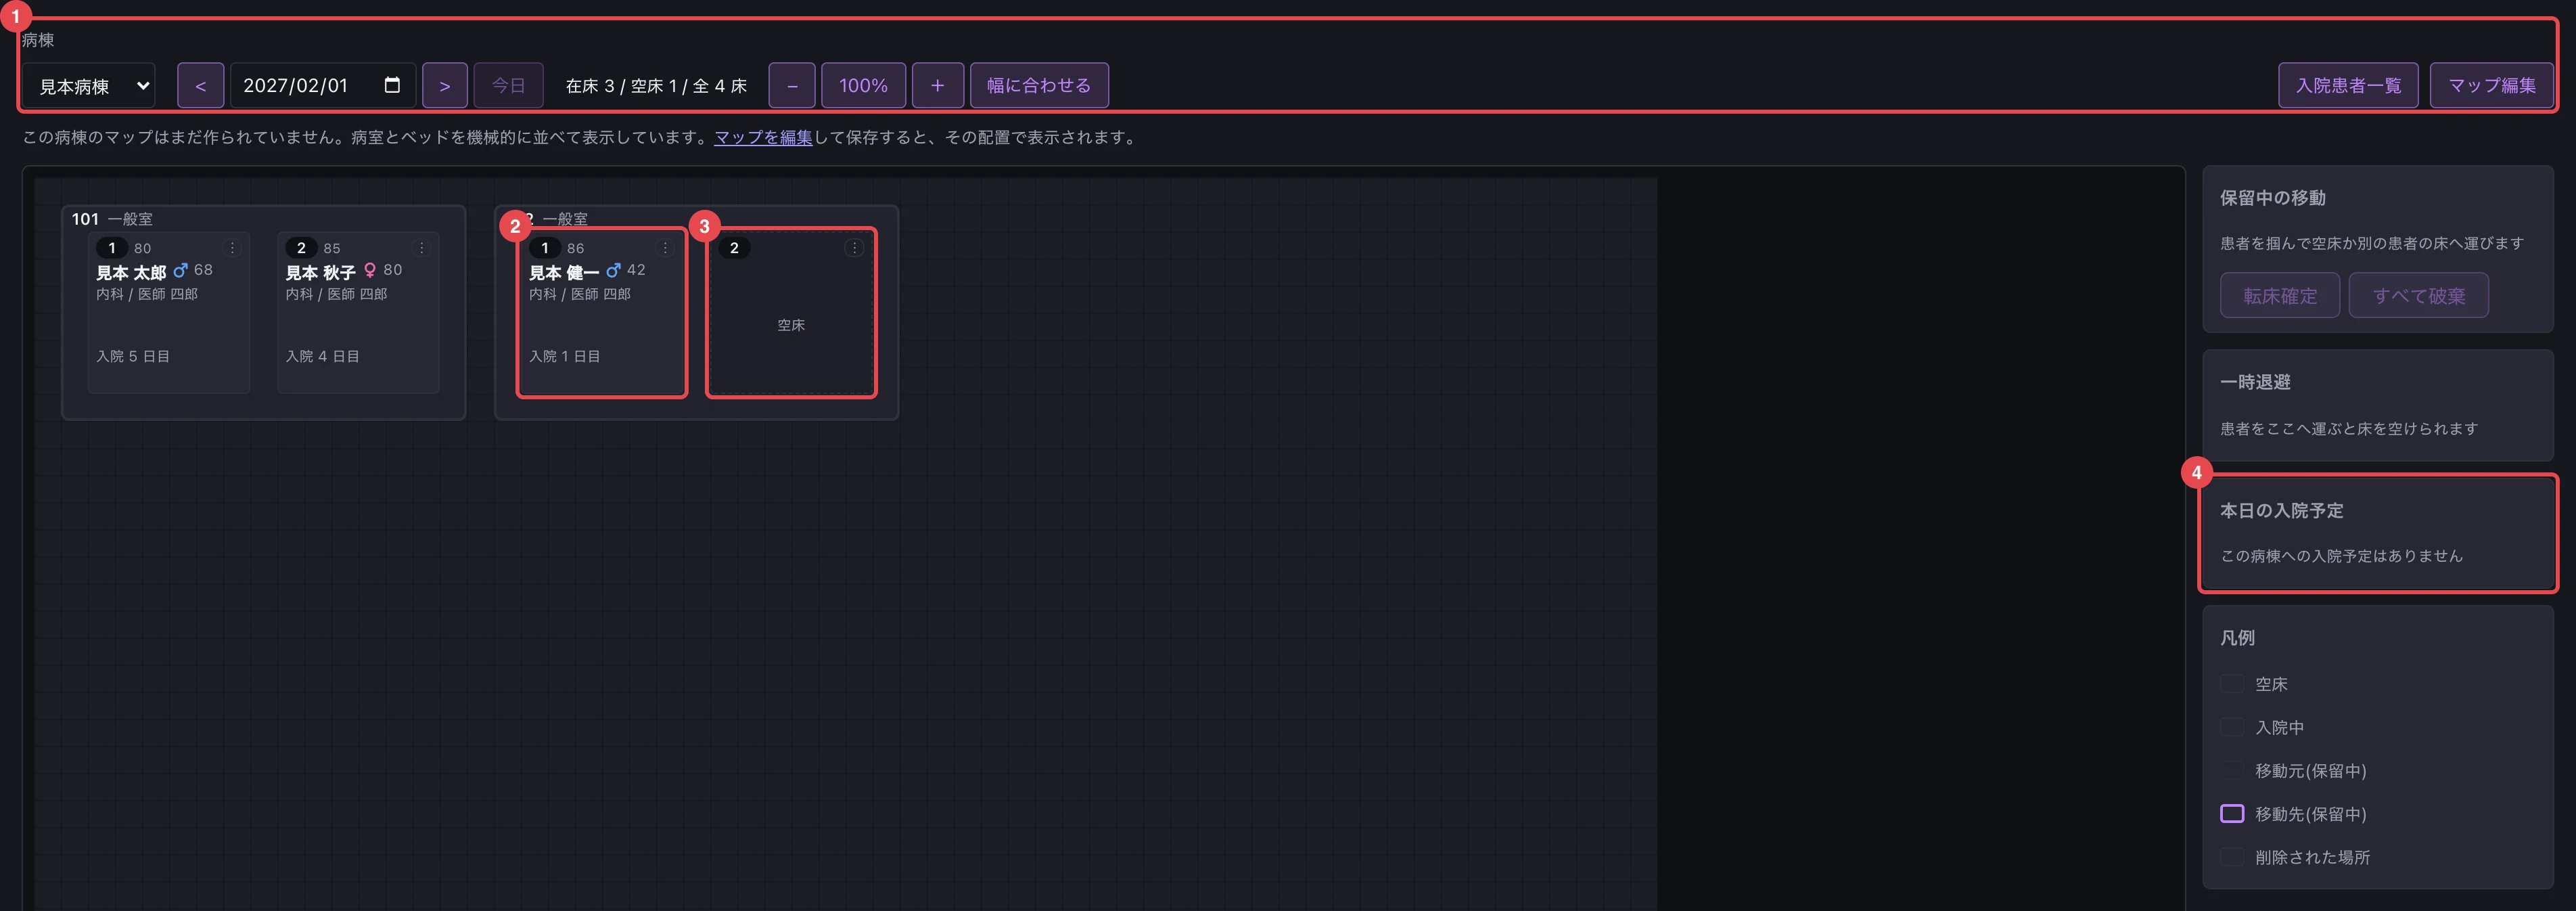 1
病棟
見本病棟 < 2027/02/01 > 今日 在床 3 / 空床 1 / 全 4 床 − 100% + 幅に合わせる 入院患者一覧 マップ編集
この病棟のマップはまだ作られていません。病室とベッドを機械的に並べて表示しています。マップを編集して保存すると、その配置で表示されます。
101 一般室
1 80
見本 太郎 ♂ 68
内科 / 医師 四郎
入院 5 日目
2 85
見本 秋子 ♀ 80
内科 / 医師 四郎
入院 4 日目
2 一般室
2
1 86
見本 健一 ♂ 42
内科 / 医師 四郎
入院 1 日目
3
2
空床
保留中の移動
患者を掴んで空床か別の患者の床へ運びます
転床確定 すべて破棄
一時退避
患者をここへ運ぶと床を空けられます
4
本日の入院予定
この病棟への入院予定はありません
凡例
空床
入院中
移動元(保留中)
移動先(保留中)
削除された場所